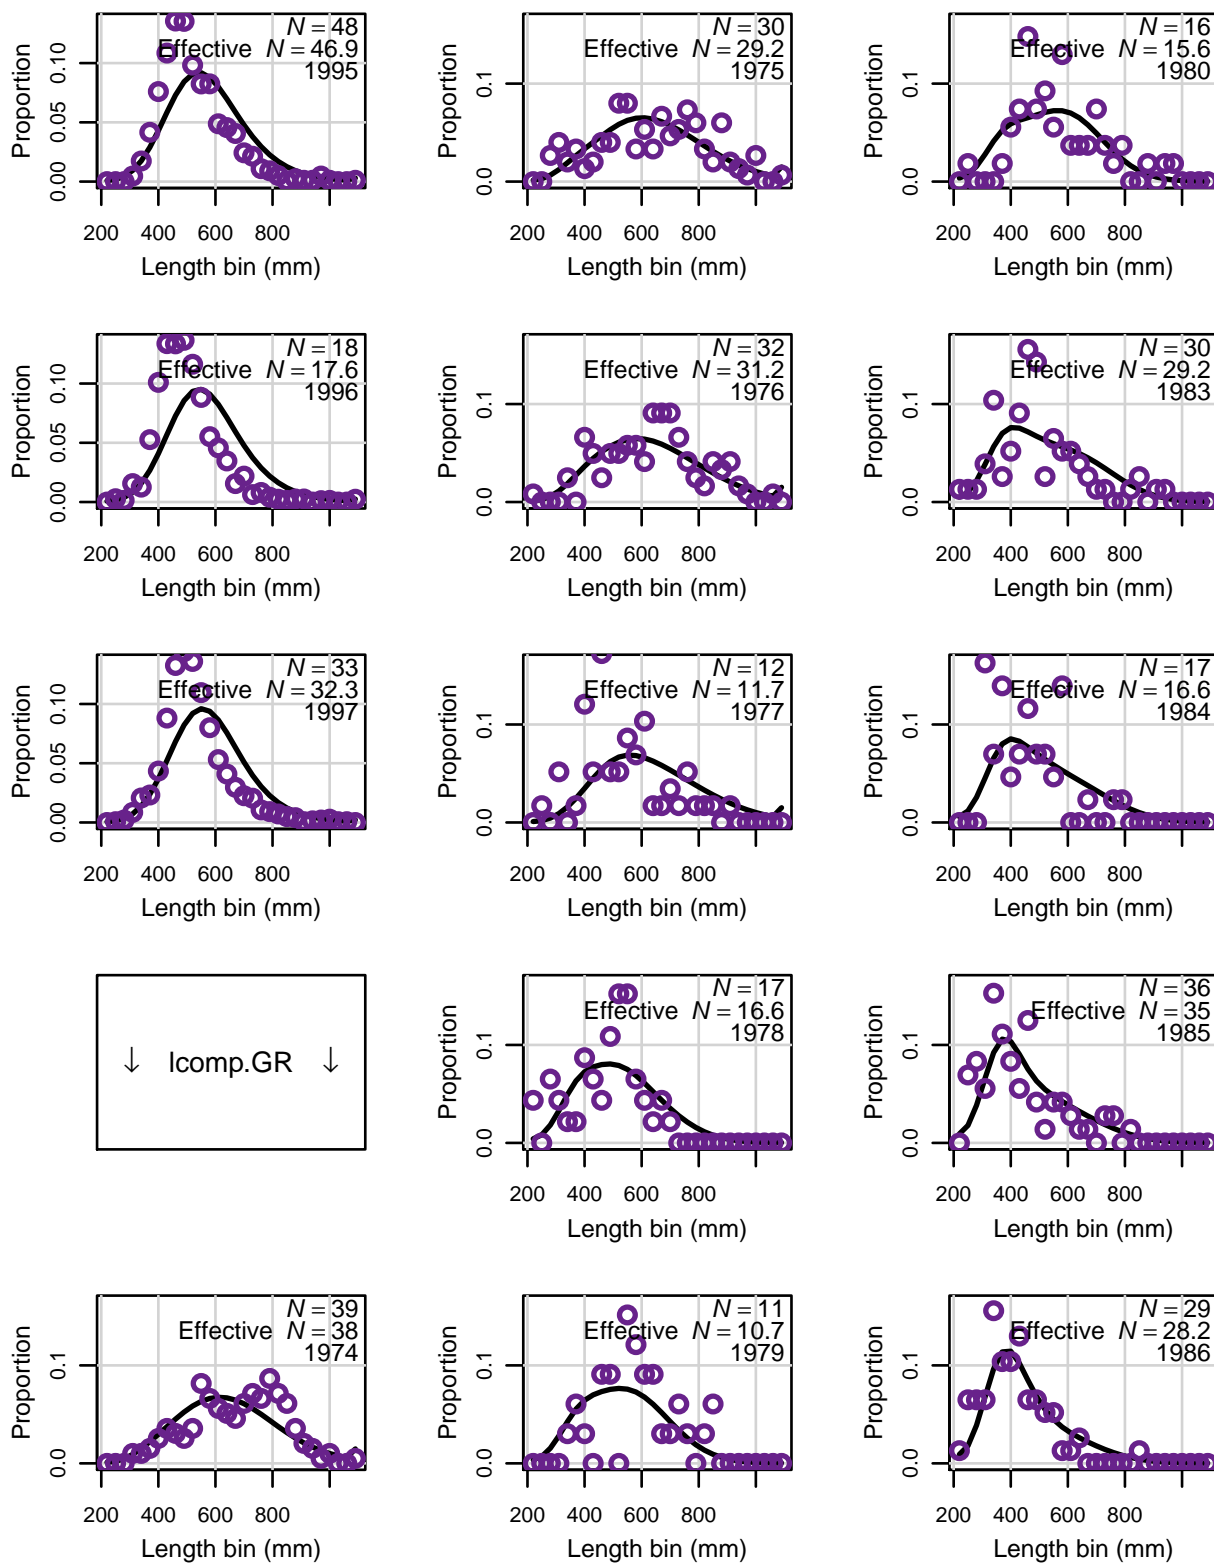 N = 48
Effective N = 46.9
1995
Proportion
0.00 0.05 0.10
200 400 600 800
Length bin (mm)
N = 30
Effective N = 29.2
1975
Proportion
0.0 0.1
200 400 600 800
Length bin (mm)
N = 16
Effective N = 15.6
1980
Proportion
0.0 0.1
200 400 600 800
Length bin (mm)
N = 18
Effective N = 17.6
1996
Proportion
0.00 0.05 0.10
200 400 600 800
Length bin (mm)
N = 32
Effective N = 31.2
1976
Proportion
0.0 0.1
200 400 600 800
Length bin (mm)
N = 30
Effective N = 29.2
1983
Proportion
0.0 0.1
200 400 600 800
Length bin (mm)
N = 33
Effective N = 32.3
1997
Proportion
0.00 0.05 0.10
200 400 600 800
Length bin (mm)
N = 12
Effective N = 11.7
1977
Proportion
0.0 0.1
200 400 600 800
Length bin (mm)
N = 17
Effective N = 16.6
1984
Proportion
0.0 0.1
200 400 600 800
Length bin (mm)
↓ lcomp.GR ↓
N = 17
Effective N = 16.6
1978
Proportion
0.0 0.1
200 400 600 800
Length bin (mm)
N = 36
Effective N = 35
1985
Proportion
0.0 0.1
200 400 600 800
Length bin (mm)
N = 39
Effective N = 38
1974
Proportion
0.0 0.1
200 400 600 800
Length bin (mm)
N = 11
Effective N = 10.7
1979
Proportion
0.0 0.1
200 400 600 800
Length bin (mm)
N = 29
Effective N = 28.2
1986
Proportion
0.0 0.1
200 400 600 800
Length bin (mm)